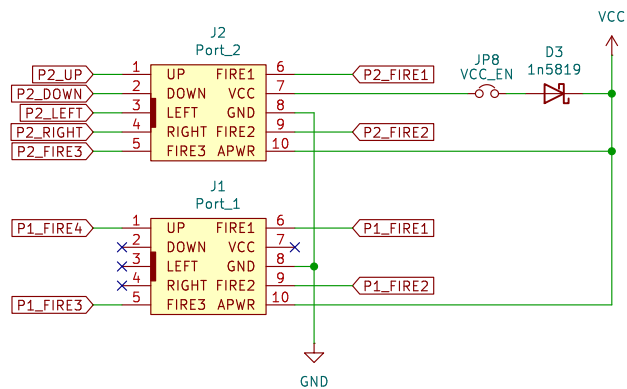 VCC
J2
Port_2
JP8
VCC_EN
D3
1n5819
P2_UP 1 UP FIRE1 6 P2_FIRE1
P2_DOWN 2 DOWN VCC 7
P2_LEFT 3 LEFT GND 8
P2_RIGHT 4 RIGHT FIRE2 9 P2_FIRE2
P2_FIRE3 5 FIRE3 APWR 10
J1
Port_1
P1_FIRE4 1 UP FIRE1 6 P1_FIRE1
2 DOWN VCC 7
3 LEFT GND 8
4 RIGHT FIRE2 9 P1_FIRE2
P1_FIRE3 5 FIRE3 APWR 10
GND